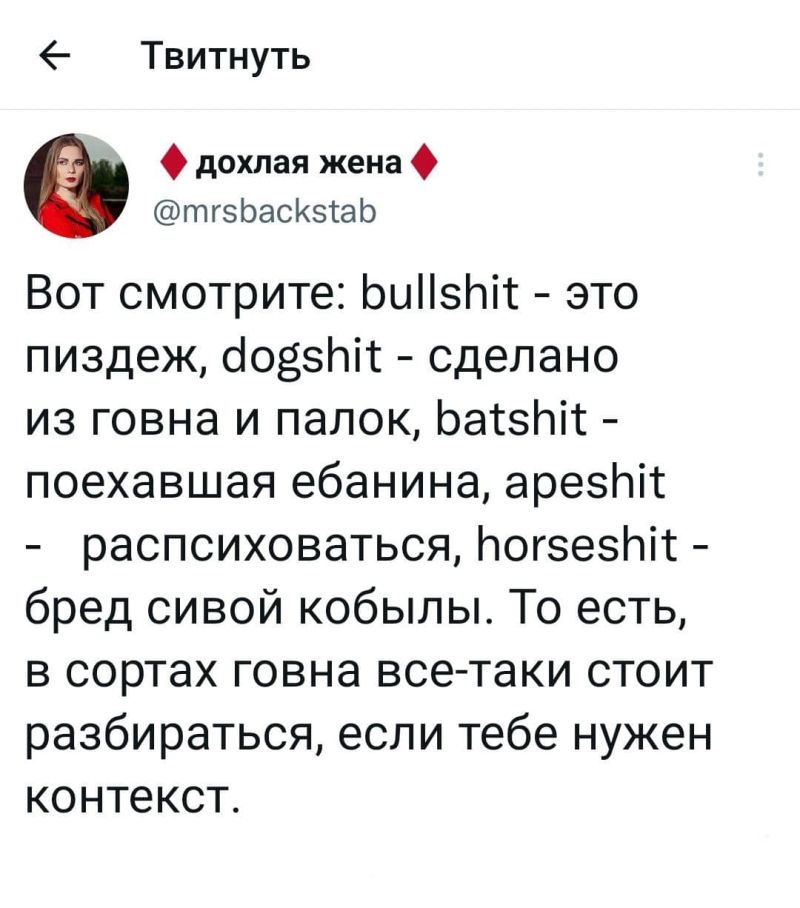 Твитнуть
♦дохлая жена♦
@mrsbackstab
Вот смотрите: bullshit - это
пиздеж, dogshit - сделано
из говна и палок, batshit -
поехавшая ебанина, apeshit
- распсиховаться, horseshit -
бред сивой кобылы. То есть,
в сортах говна все-таки стоит
разбираться, если тебе нужен
контекст.